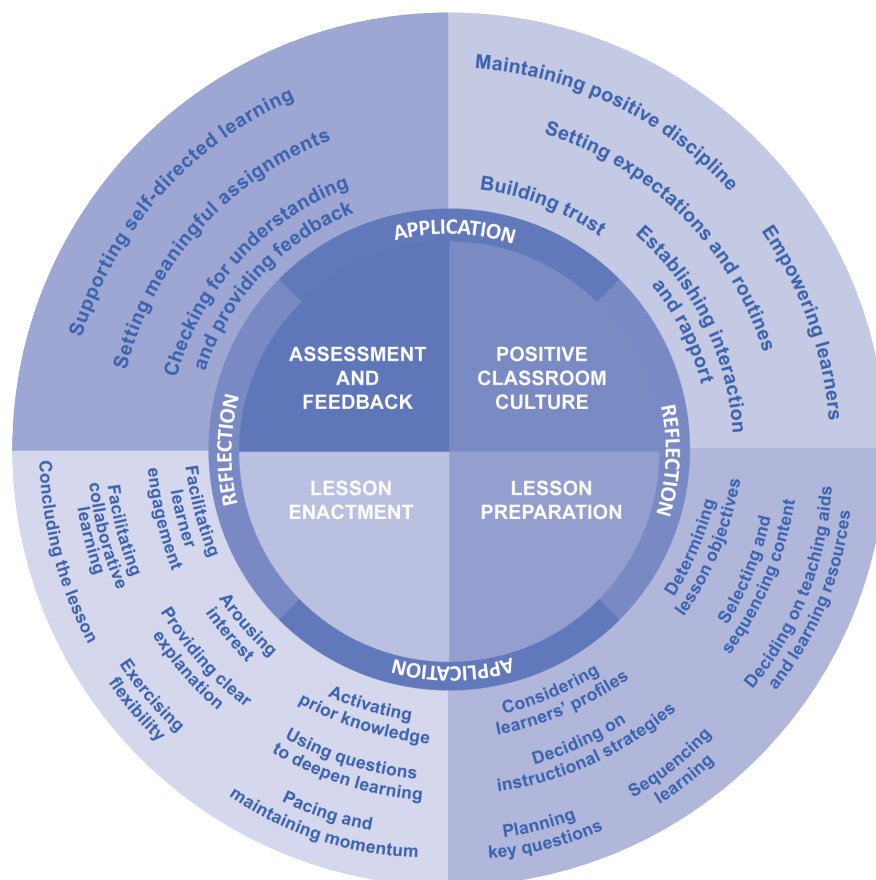 Supporting self-directed learning
Setting meaningful assignments
Checking for understanding
and providing feedback
Maintaining positive discipline
Setting expectations and routines
Building trust
Establishing interaction
and rapport
Empowering learners
APPLICATION
REFLECTION
REFLECTION
APPLICATION
ASSESSMENT
AND
FEEDBACK
POSITIVE
CLASSROOM
CULTURE
LESSON
ENACTMENT
LESSON
PREPARATION
Facilitating
learner
engagement
Facilitating
collaborative
learning
Concluding the lesson
Arousing
interest
Providing clear
explanation
Exercising
flexibility
Activating
prior knowledge
Using questions
to deepen learning
Pacing and
maintaining momentum
Determining
lesson objectives
Selecting and
sequencing content
Deciding on teaching aids
and learning resources
Considering
learners’ profiles
Deciding on
instructional strategies
Sequencing
learning
Planning
key questions